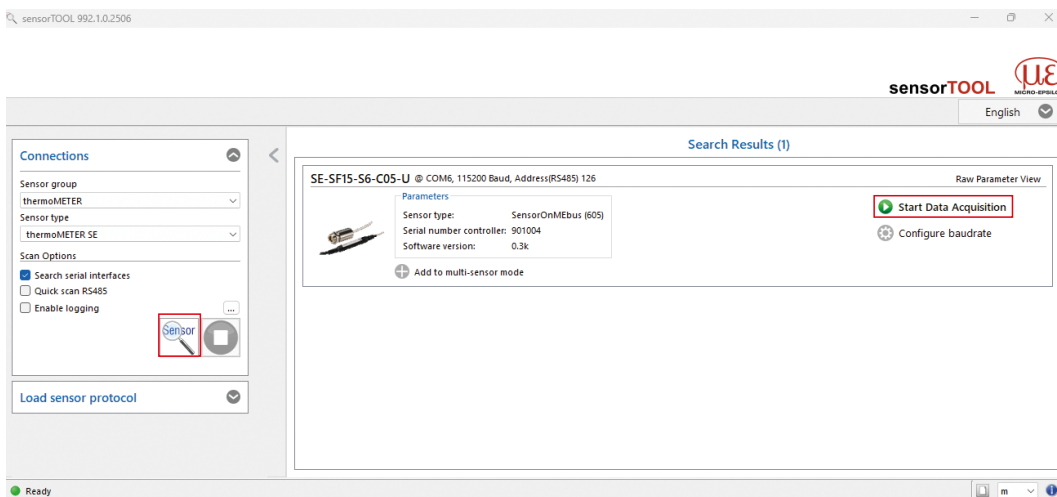 sensorTOOL 992.1.0.2506
sensorTOOL
με
MICRO-EPSILO
English
Connections
Sensor group
thermoMETER
Sensor type
thermoMETER SE
Scan Options
Search serial interfaces
Quick scan RS485
Enable logging
...
Sensor
Load sensor protocol
Search Results (1)
SE-SF15-S6-C05-U @ COM6, 115200 Baud, Address(RS485) 126
Raw Parameter View
Parameters
Sensor type: SensorOnMEbus (605)
Serial number controller: 901004
Software version: 0.3k
Add to multi-sensor mode
Start Data Acquisition
Configure baudrate
Ready
m